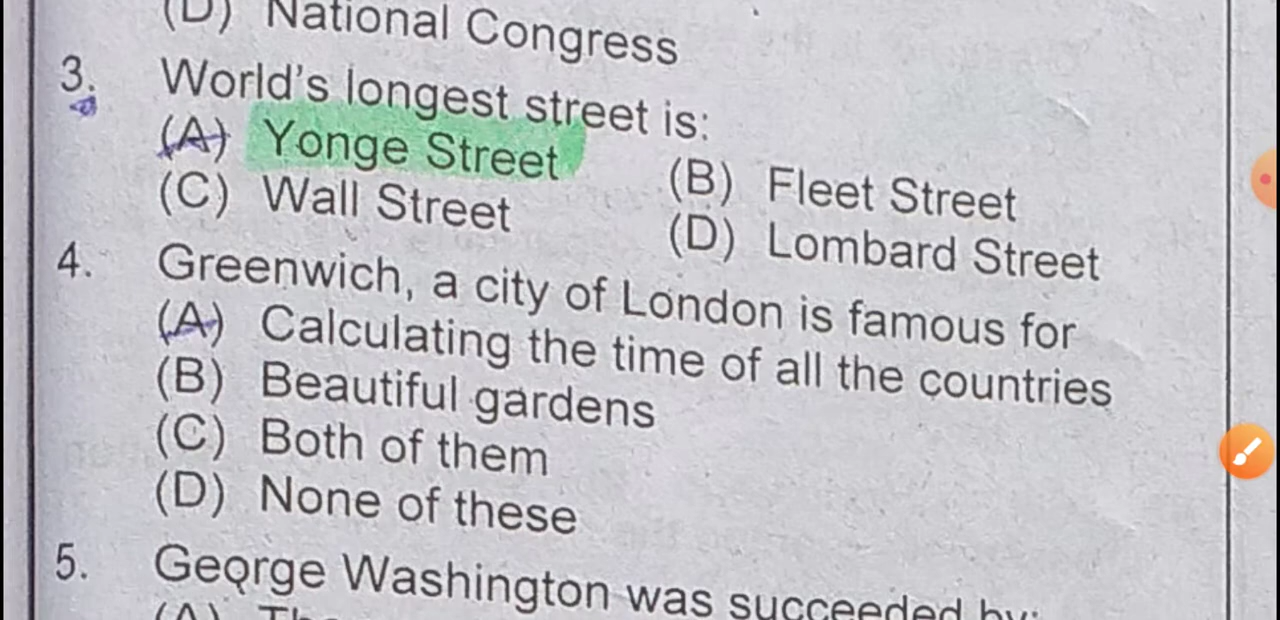 (D) National Congress
3. World's longest street is:
(A) Yonge Street (B) Fleet Street
(C) Wall Street (D) Lombard Street
4. Greenwich, a city of London is famous for
(A) Calculating the time of all the countries
(B) Beautiful gardens
(C) Both of them
(D) None of these
5. George Washington was succeeded by:
(A)